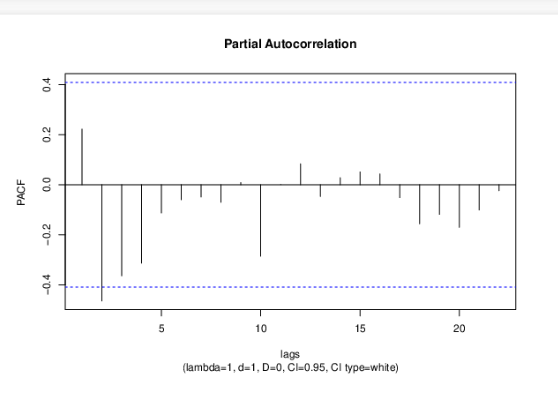 Partial Autocorrelation
PACF
0.4
0.2
0.0
−0.2
−0.4
5 10 15 20
lags
(lambda=1, d=1, D=0, CI=0.95, CI type=white)